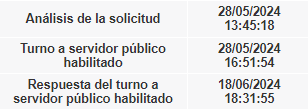 Análisis de la solicitud
28/05/2024
13:45:18
Turno a servidor público
habilitado
28/05/2024
16:51:54
Respuesta del turno a
servidor público habilitado
18/06/2024
18:31:55